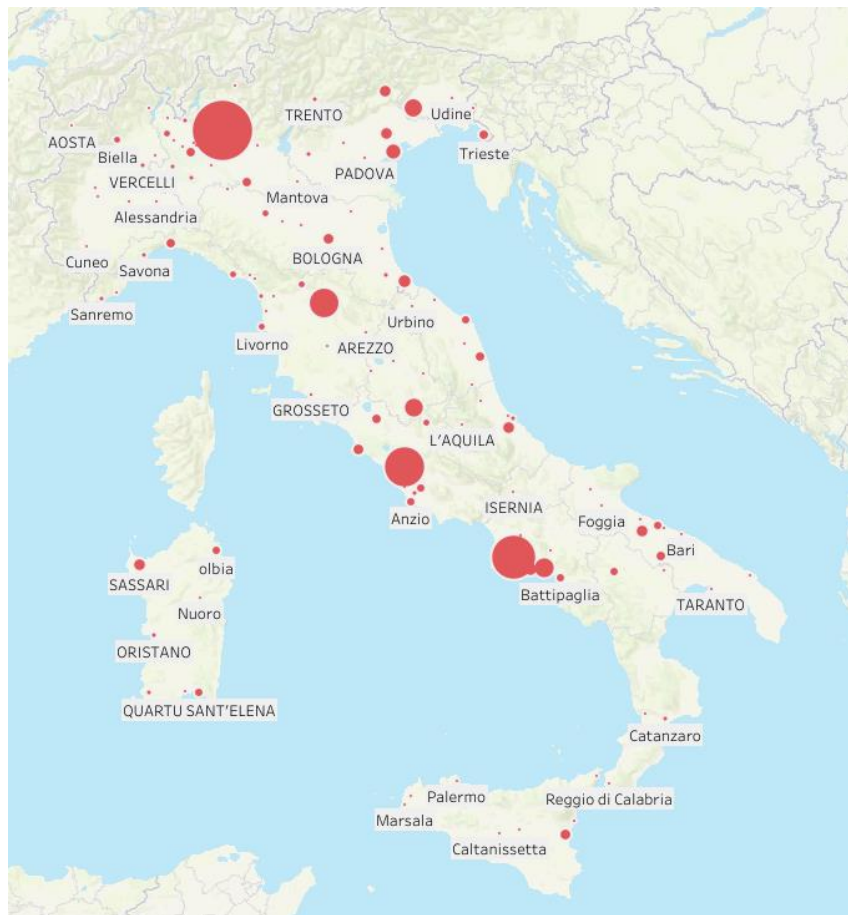 TRENTO
Udine
AOSTA
Biella
Trieste
PADOVA
VERCELLI
Mantova
Alessandria
BOLOGNA
Cuneo
Savona
Sanremo
Urbino
Livorno
AREZZO
GROSSETO
L'AQUILA
ISERNIA
Anzio
Foggia
Bari
olbia
SASSARI
Battipaglia
Nuoro
TARANTO
ORISTANO
QUARTU SANT'ELENA
Catanzaro
Palermo
Reggio di Calabria
Marsala
Caltanissetta